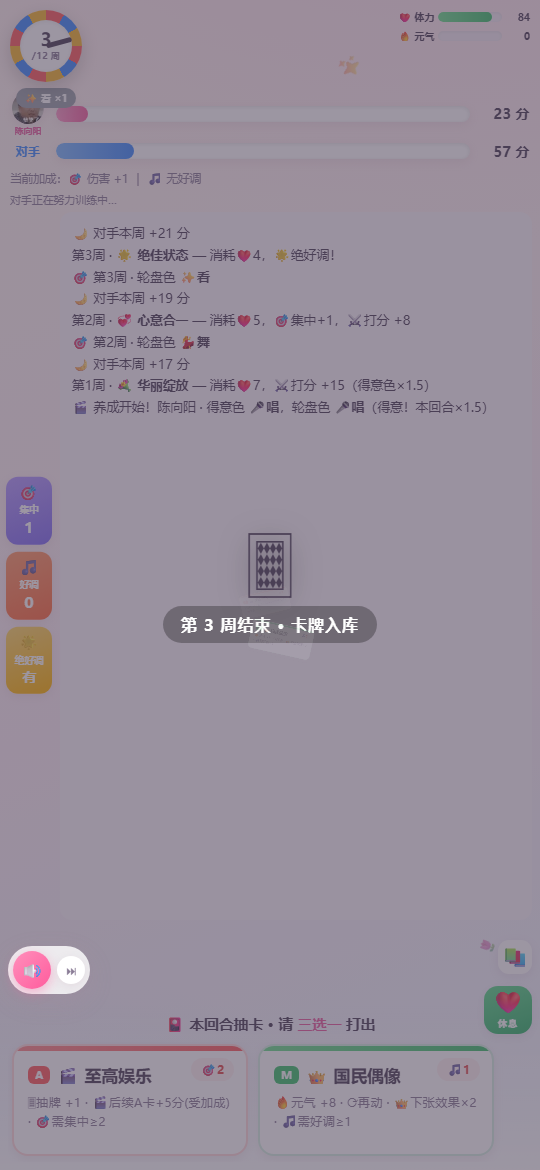 3
/12 周
❤️ 体力 84
🔥 元气 0
✨ 吞 ×1
陈向阳
23 分
对手
57 分
当前加成: 🎯 伤害 +1 | 🎵 无好调
对手正在努力训练中...
🌙 对手本周 +21 分
第3周 · 🌟 绝佳状态 — 消耗❤️4, 🌟绝好调!
🎯 第3周 · 轮盘色 ✨吞
🌙 对手本周 +19 分
第2周 · 💞 心意合一 — 消耗❤️5, 🎯集中+1, ⚔️打分 +8
🎯 第2周 · 轮盘色 💃舞
🌙 对手本周 +17 分
第1周 · 💐 华丽绽放 — 消耗❤️7, ⚔️打分 +15（得意色×1.5）
🎬 养成开始！陈向阳 · 得意色 🎤唱, 轮盘色 🎤唱（得意！本回合×1.5）
🎯
集中
1
🎵
好调
0
🌟
绝好调
有
第 3 周结束 • 卡牌入库
休息
🎴 本回合抽卡 • 请 三选一 打出
A 🎬 至高娱乐 🎯2
抽牌 +1 · 🎬后续A卡+5分(受加成)
· 🎯需集中≥2
M 👑 国民偶像 🎵1
🔥元气 +8 · ⟳再动 · 👑下张效果×2
· 🎵需好调≥1